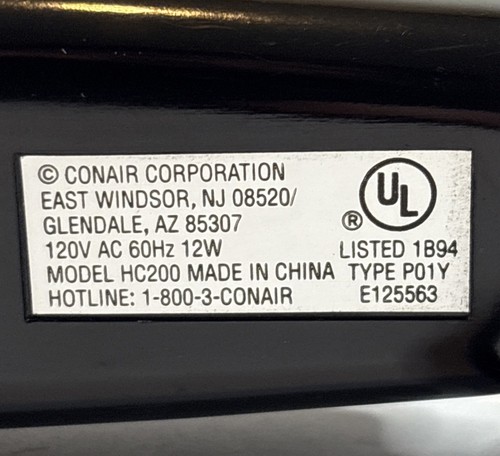 © CONAIR CORPORATION
EAST WINDSOR, NJ 08520/
GLENDALE, AZ 85307
120V AC 60Hz 12W
MODEL HC200 MADE IN CHINA
HOTLINE: 1-800-3-CONAIR
UL ®
LISTED 1B94
TYPE P01Y
E125563